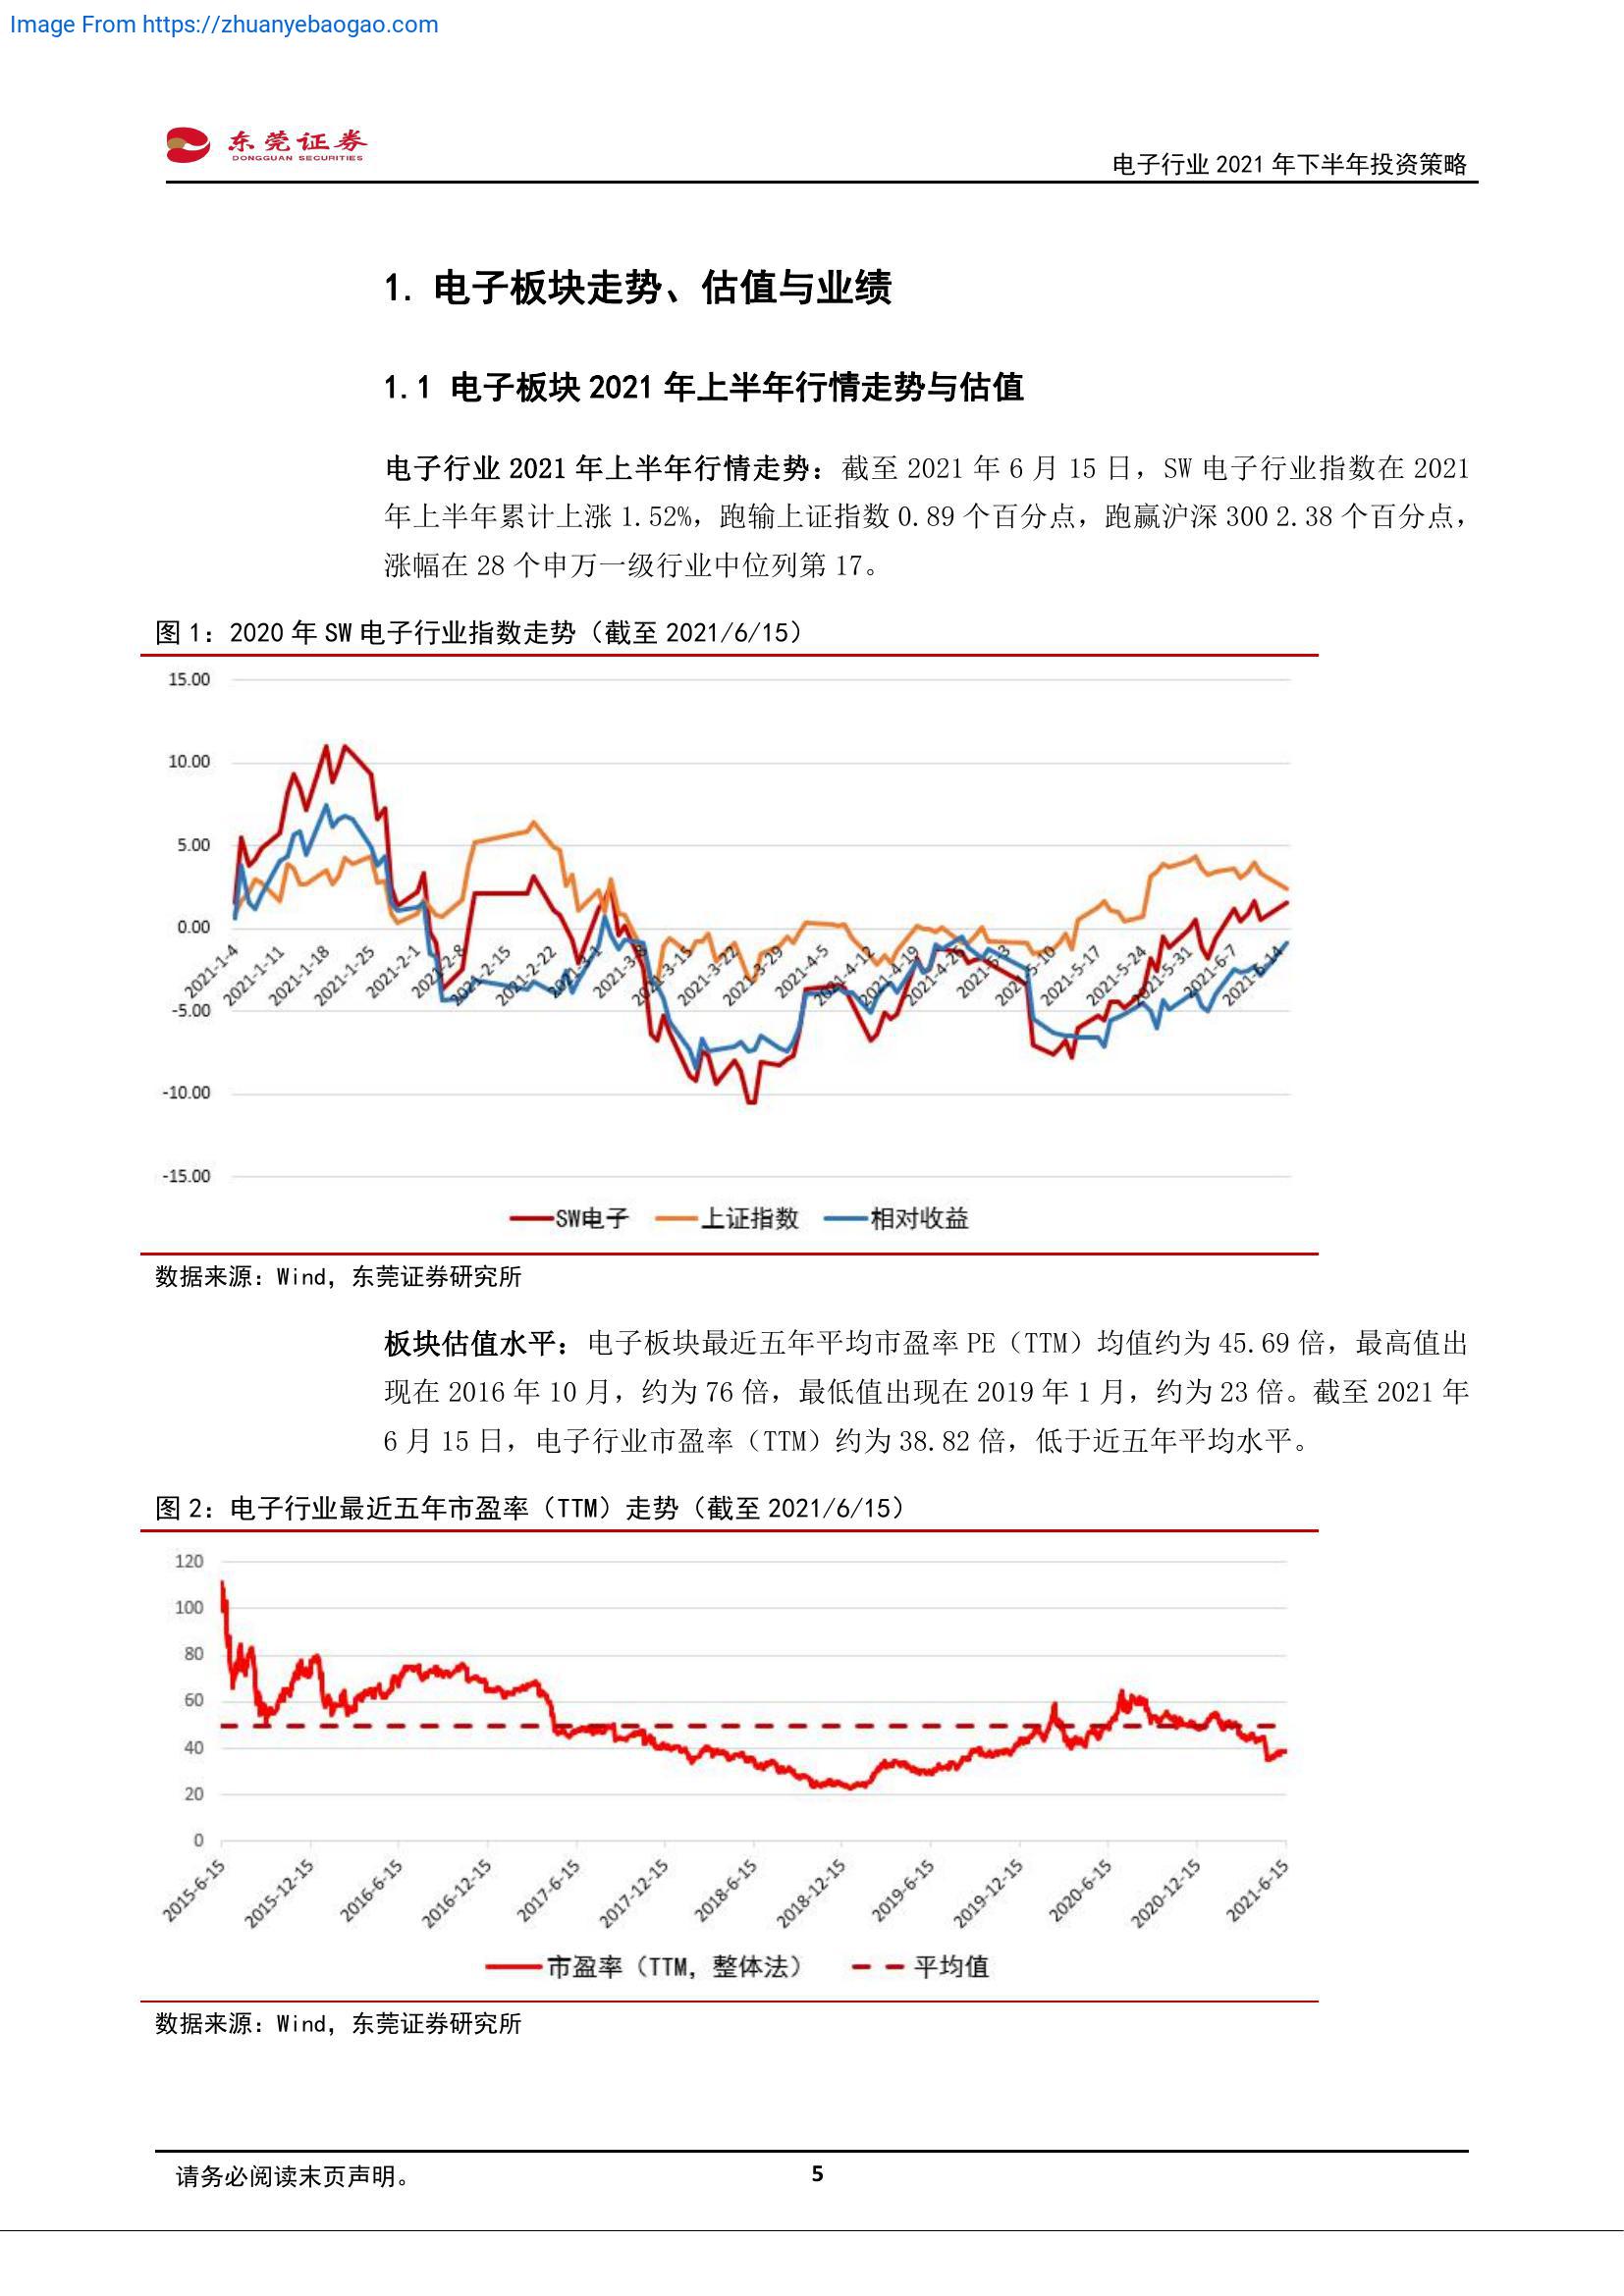 Image From https://zhuanyebaogao.com
东莞证券
DONGGUAN SECURITIES
电子行业 2021 年下半年投资策略
1. 电子板块走势、估值与业绩
1.1 电子板块 2021 年上半年行情走势与估值
电子行业 2021 年上半年行情走势：截至 2021 年 6 月 15 日，SW 电子行业指数在 2021
年上半年累计上涨 1.52%，跑输上证指数 0.89 个百分点，跑赢沪深 300 2.38 个百分点，
涨幅在 28 个申万一级行业中位列第 17。
图 1：2020 年 SW 电子行业指数走势（截至 2021/6/15）
15.00
10.00
5.00
0.00
-5.00
-10.00
-15.00
2021-1-4
2021-1-11
2021-1-18
2021-1-25
2021-2-1
2021-2-8
2021-2-15
2021-2-22
2021-3-1
2021-3-8
2021-3-15
2021-3-22
2021-3-29
2021-4-5
2021-4-12
2021-4-19
2021-4-26
2021-5-3
2021-5-10
2021-5-17
2021-5-24
2021-5-31
2021-6-7
2021-6-14
SW电子 上证指数 相对收益
数据来源：Wind，东莞证券研究所
板块估值水平：电子板块最近五年平均市盈率 PE（TTM）均值约为 45.69 倍，最高值出
现在 2016 年 10 月，约为 76 倍，最低值出现在 2019 年 1 月，约为 23 倍。截至 2021 年
6 月 15 日，电子行业市盈率（TTM）约为 38.82 倍，低于近五年平均水平。
图 2：电子行业最近五年市盈率（TTM）走势（截至 2021/6/15）
120
100
80
60
40
20
0
2015-6-15
2015-12-15
2016-6-15
2016-12-15
2017-6-15
2017-12-15
2018-6-15
2018-12-15
2019-6-15
2019-12-15
2020-6-15
2020-12-15
2021-6-15
市盈率（TTM，整体法） 平均值
数据来源：Wind，东莞证券研究所
请务必阅读末页声明。
5